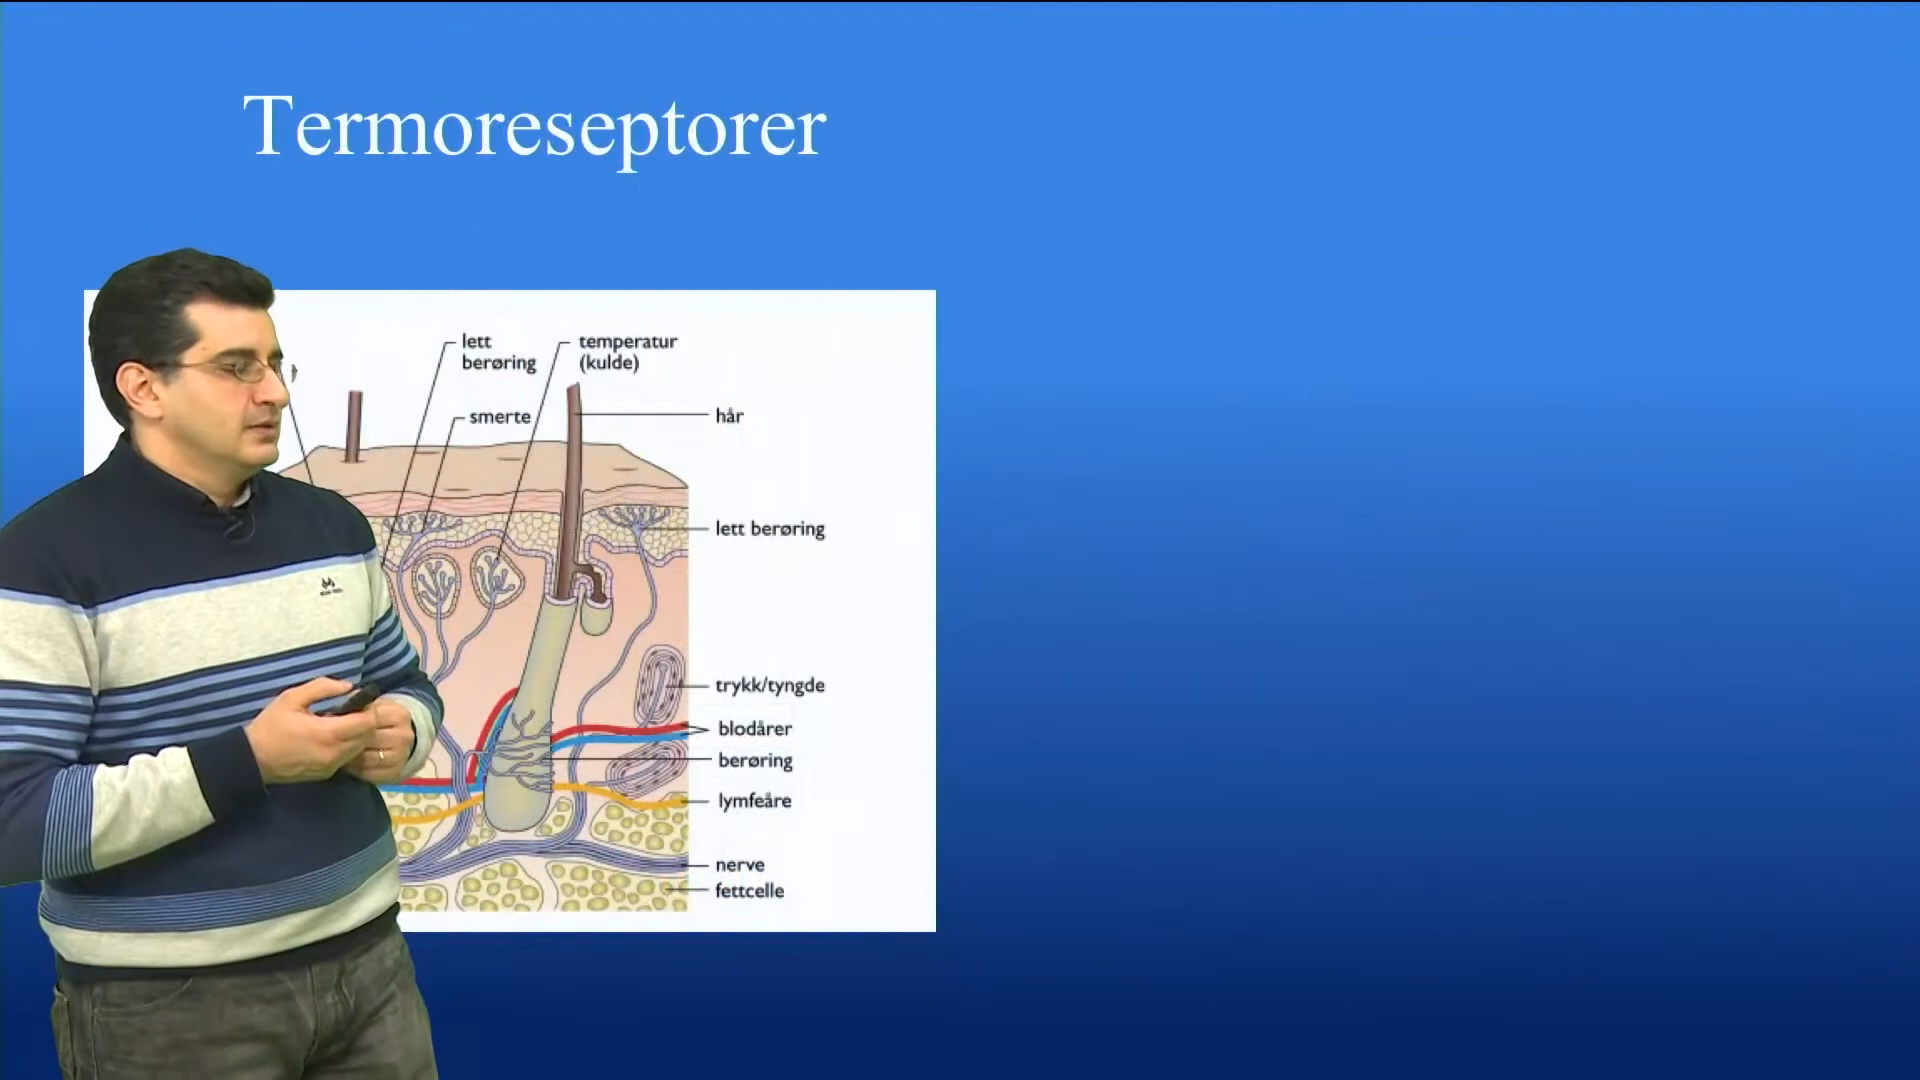 Termoreseptorer
lett
berøring
temperatur
(kulde)
smerte
hår
lett berøring
trykk/tyngde
blodårer
berøring
lymfeåre
nerve
fettcelle